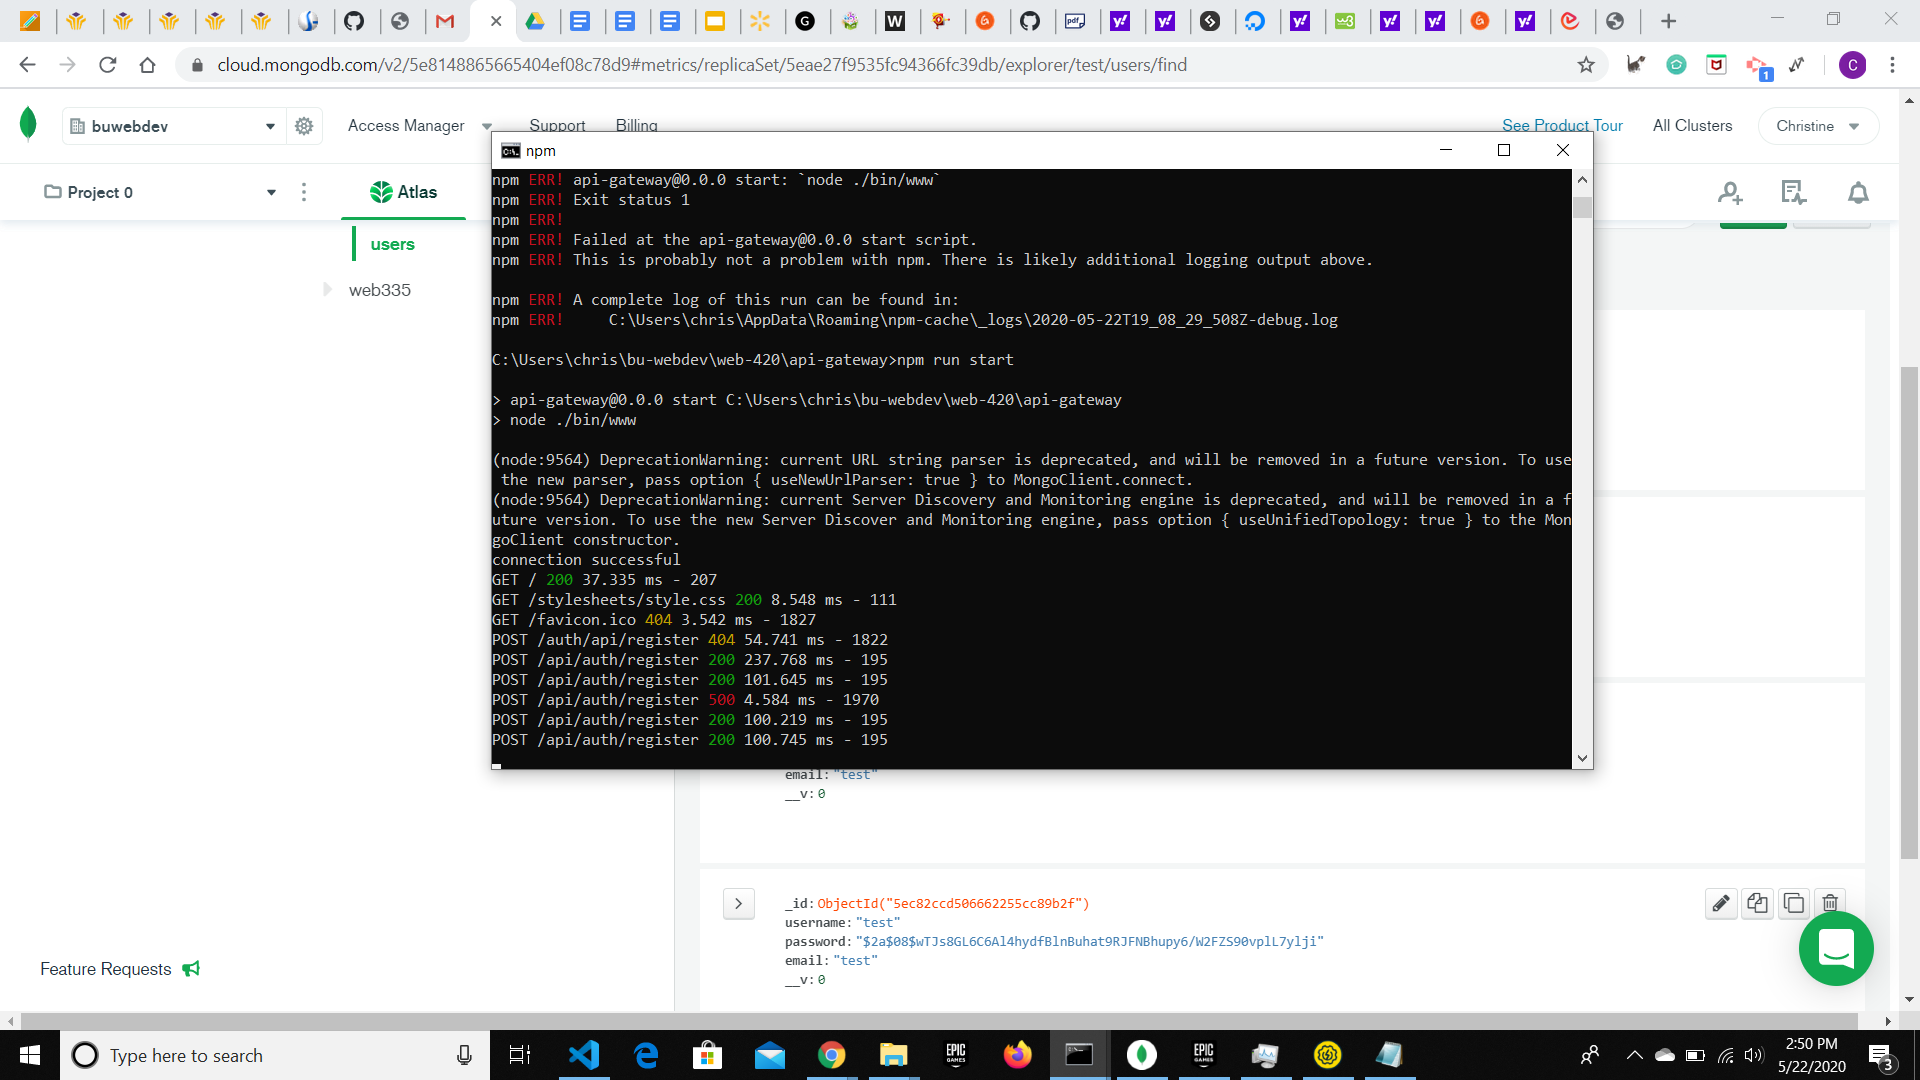 cloud.mongodb.com/v2/5e8148865665404ef08c78d9#metrics/replicaSet/5eae27f9535fc94366fc39db/explorer/test/users/find
1
C
buwebdev
Access Manager
Support
Billing
See Product Tour
All Clusters
Christine
Project 0
Atlas
users
web335
Feature Requests
npm
npm ERR! api-gateway@0.0.0 start: `node ./bin/www`
npm ERR! Exit status 1
npm ERR!
npm ERR! Failed at the api-gateway@0.0.0 start script.
npm ERR! This is probably not a problem with npm. There is likely additional logging output above.
npm ERR! A complete log of this run can be found in:
npm ERR!     C:\Users\chris\AppData\Roaming\npm-cache\_logs\2020-05-22T19_08_29_508Z-debug.log
C:\Users\chris\bu-webdev\web-420\api-gateway>npm run start
> api-gateway@0.0.0 start C:\Users\chris\bu-webdev\web-420\api-gateway
> node ./bin/www
(node:9564) DeprecationWarning: current URL string parser is deprecated, and will be removed in a future version. To use
 the new parser, pass option { useNewUrlParser: true } to MongoClient.connect.
(node:9564) DeprecationWarning: current Server Discovery and Monitoring engine is deprecated, and will be removed in a f
uture version. To use the new Server Discover and Monitoring engine, pass option { useUnifiedTopology: true } to the Mon
goClient constructor.
connection successful
GET / 200 37.335 ms - 207
GET /stylesheets/style.css 200 8.548 ms - 111
GET /favicon.ico 404 3.542 ms - 1827
POST /auth/api/register 404 54.741 ms - 1822
POST /api/auth/register 200 237.768 ms - 195
POST /api/auth/register 200 101.645 ms - 195
POST /api/auth/register 500 4.584 ms - 1970
POST /api/auth/register 200 100.219 ms - 195
POST /api/auth/register 200 100.745 ms - 195
email: "test"
__v: 0
_id: ObjectId("5ec82ccd506662255cc89b2f")
username: "test"
password: "$2a$08$wTJs8GL6C6Al4hydfBlnBuhat9RJFNBhupy6/W2FZS90vplL7ylji"
email: "test"
__v: 0
Type here to search
2:50 PM
5/22/2020
3